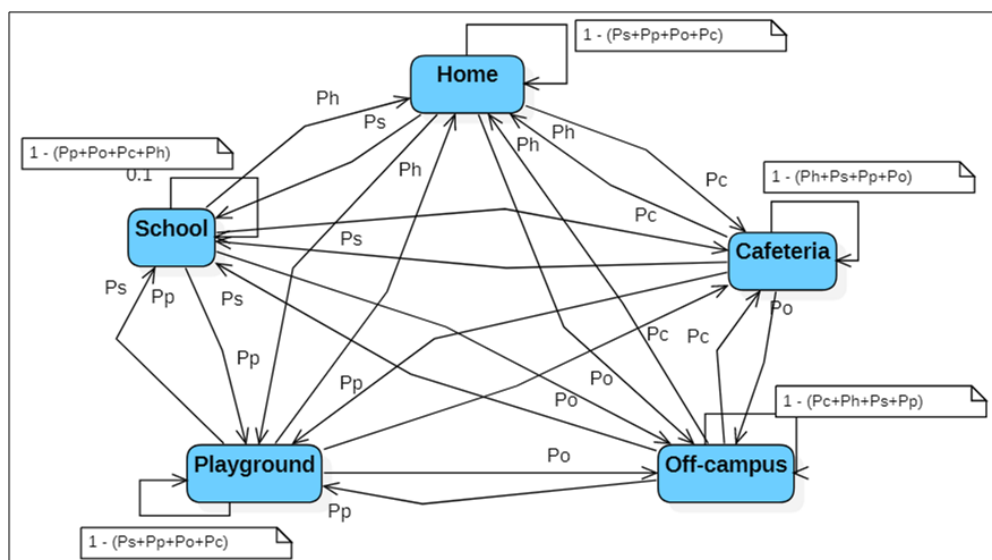 1 - (Ps+Pp+Po+Pc)
Home
Ph
Ps
Ph
Ph
Ph
1 - (Pp+Po+Pc+Ph)
0.1
Pc
1 - (Ph+Ps+Pp+Po)
School
Pc
Ps
Cafeteria
Ps
Pp
Ps
Po
Pc
Pc
Pp
Pp
Po
Po
1 - (Pc+Ph+Ps+Pp)
Playground
Po
Off-campus
Pp
1 - (Ps+Pp+Po+Pc)